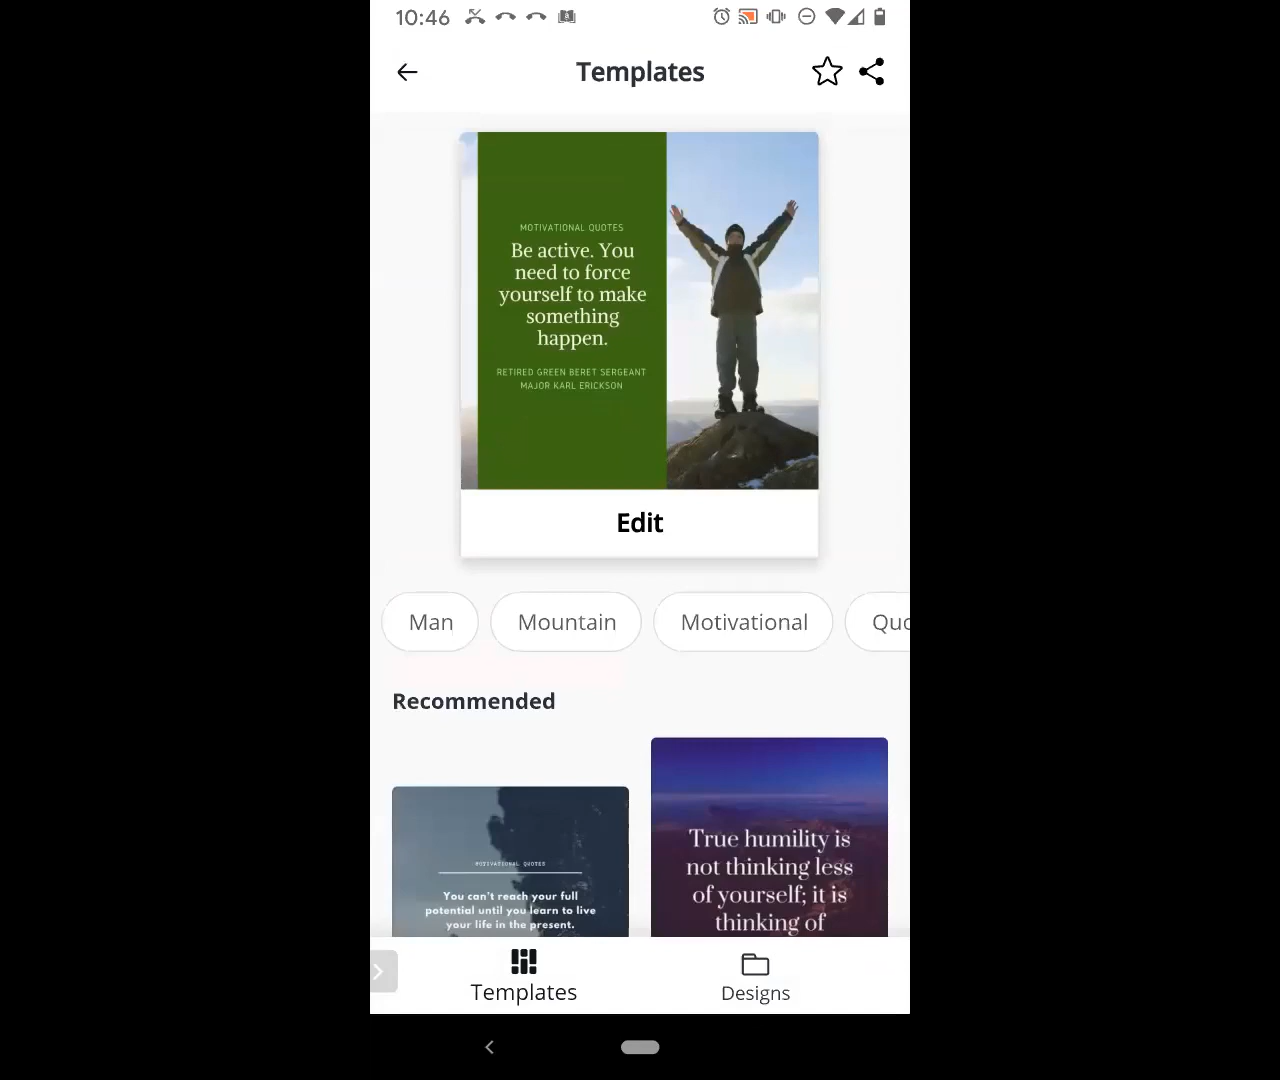 10:46
Templates
MOTIVATIONAL QUOTES
Be active. You
need to force
yourself to make
something
happen.
RETIRED GREEN BERET SERGEANT
MAJOR KARL ERICKSON
Edit
Man
Mountain
Motivational
Quo
Recommended
MOTIVATIONAL QUOTES
You can't reach your full
potential until you learn to live
your life in the present.
True humility is
not thinking less
of yourself; it is
thinking of
Templates
Designs